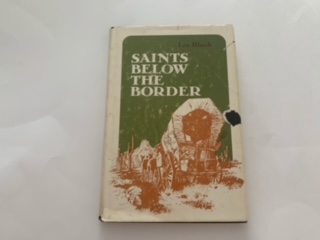 SAINTS
BELOW
THE
BORDER